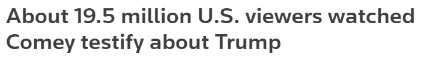 About 19.5 million U.S. viewers watched
Comey testify about Trump